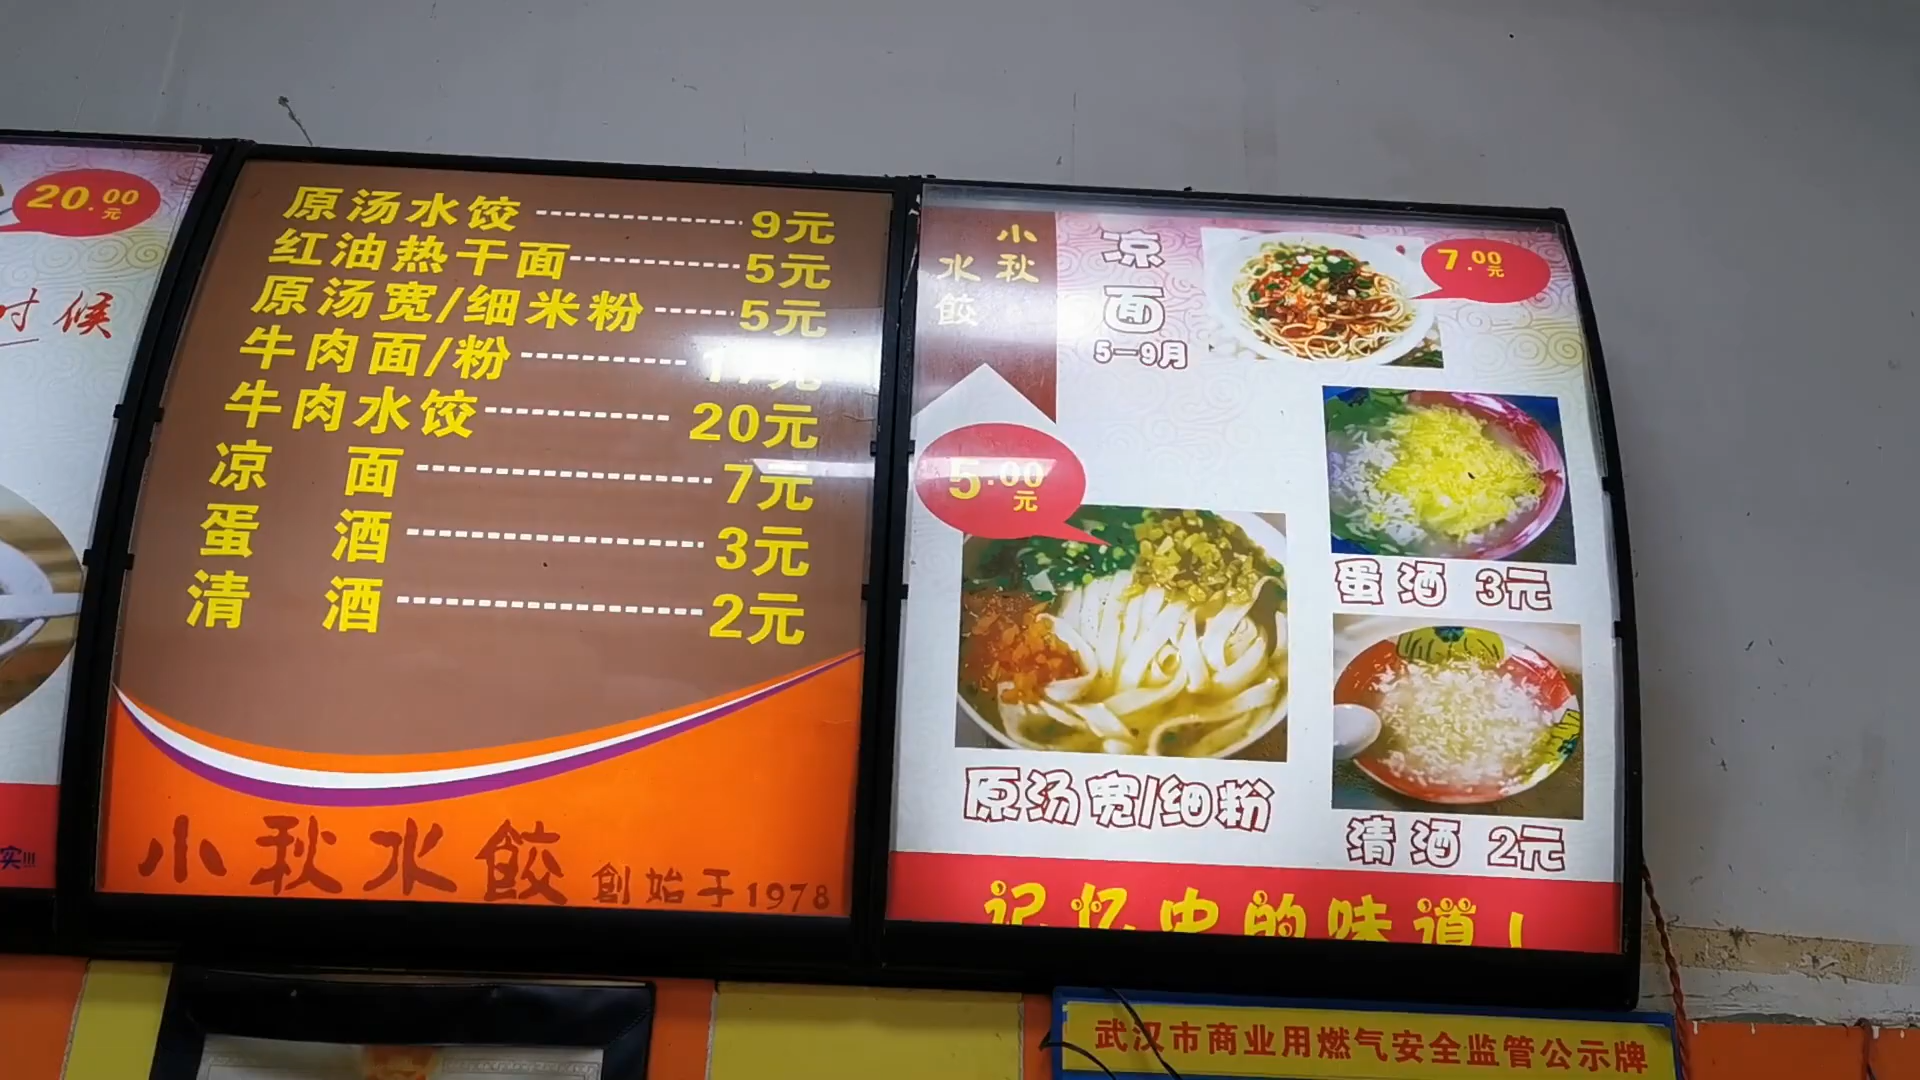 20.00元
时候
实!!!
原汤水饺 9元
红油热干面 5元
原汤宽/细米粉 5元
牛肉面/粉 元
牛肉水饺 20元
凉面 7元
蛋酒 3元
清酒 2元
小秋水餃 創始于1978
小秋
水餃
凉面
5—9月
7.00元
5.00元
原汤宽/细粉
蛋酒 3元
清酒 2元
记忆中的味道!
武汉市商业用燃气安全监管公示牌